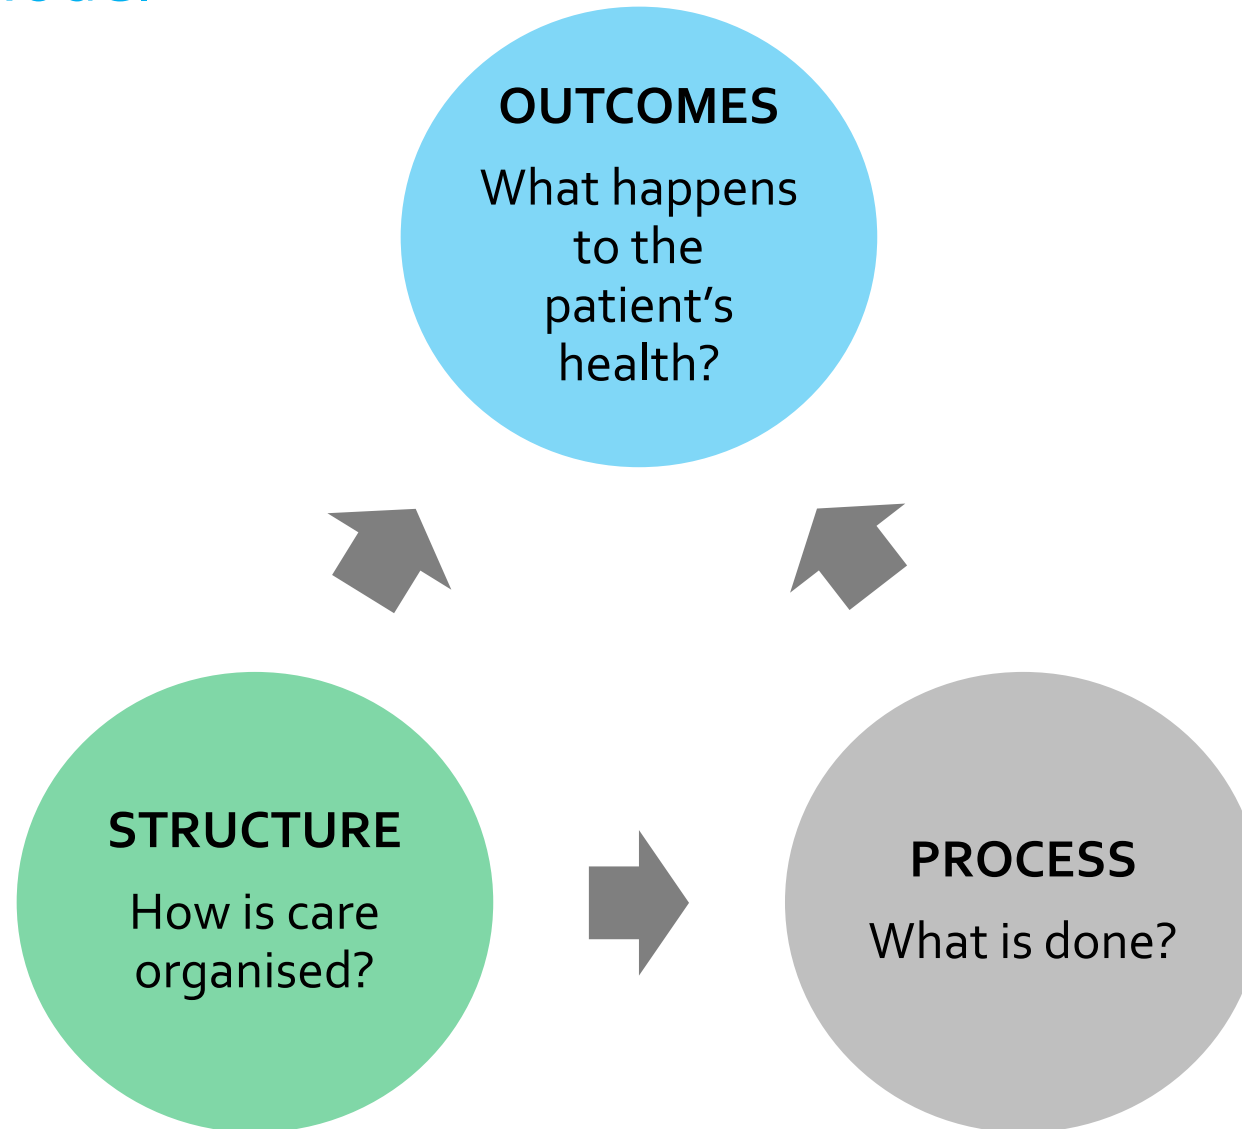 OUTCOMES
What happens
to the
patient’s
health?
STRUCTURE
How is care
organised?
PROCESS
What is done?